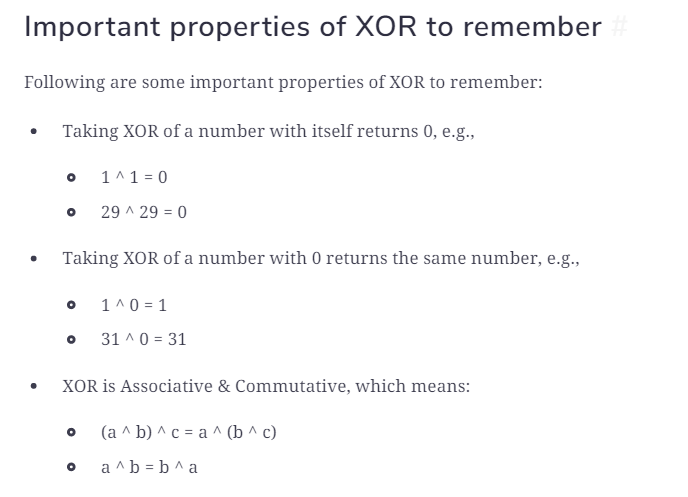 Important properties of XOR to remember #
Following are some important properties of XOR to remember:
• Taking XOR of a number with itself returns 0, e.g.,
1 ^ 1 = 0
29 ^ 29 = 0
• Taking XOR of a number with 0 returns the same number, e.g.,
1 ^ 0 = 1
31 ^ 0 = 31
• XOR is Associative & Commutative, which means:
(a ^ b) ^ c = a ^ (b ^ c)
a ^ b = b ^ a